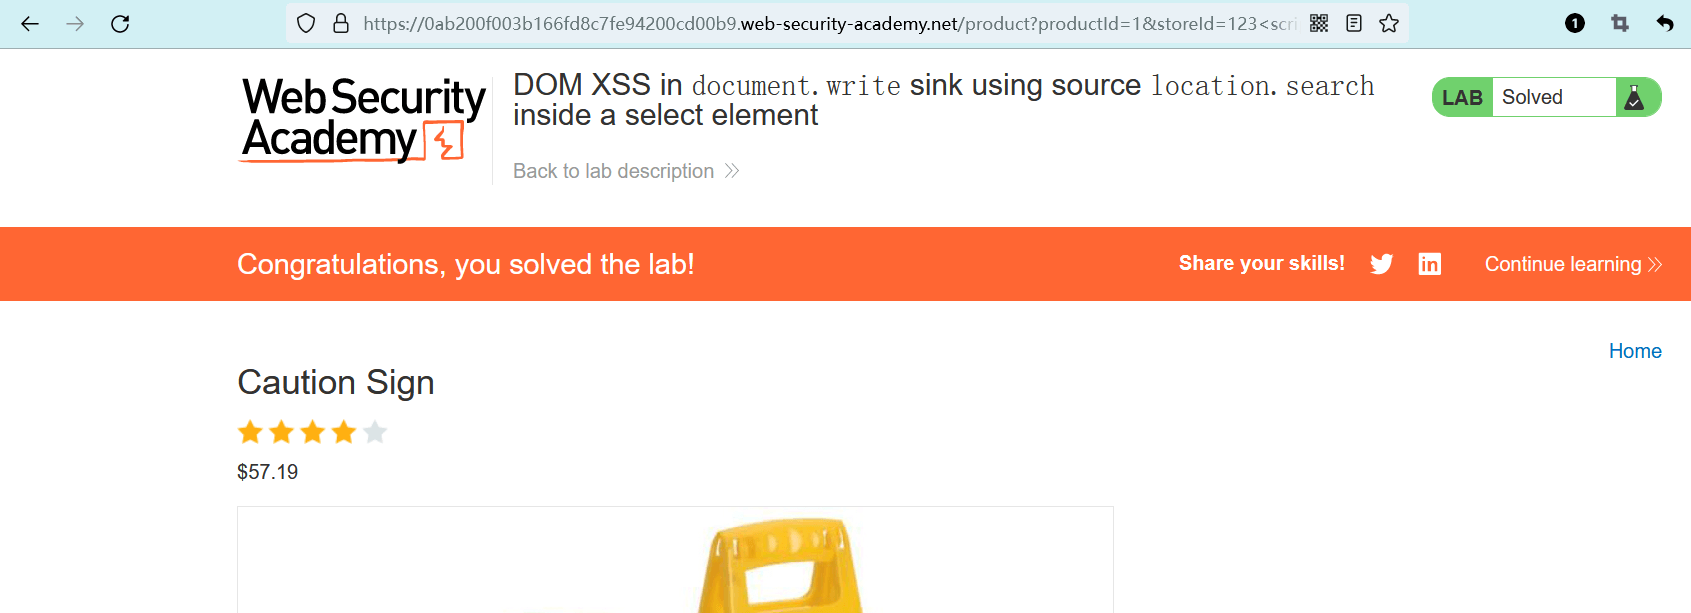 https://0ab200f003b166fd8c7fe94200cd00b9.web-security-academy.net/product?productId=1&storeId=123<scri
1
WebSecurity
Academy
DOM XSS in document.write sink using source location.search
inside a select element
Back to lab description
LAB Solved
Congratulations, you solved the lab!
Share your skills!
in
Continue learning
Home
Caution Sign
$57.19